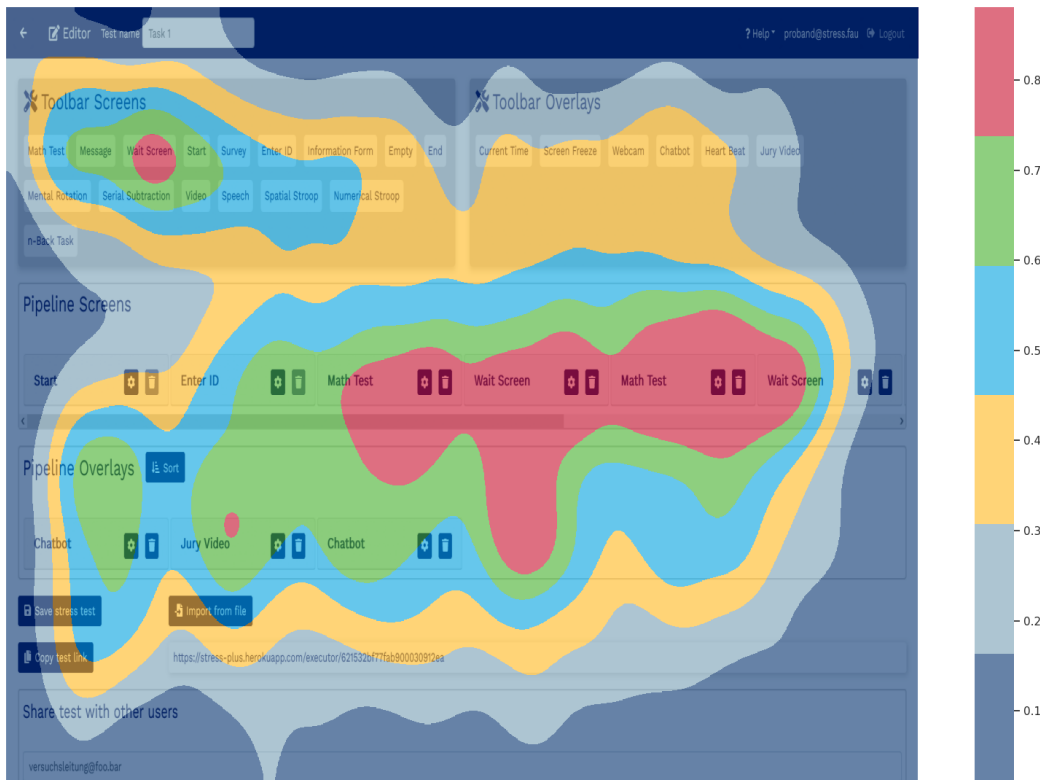 Editor Test name Task 1 ? Help proband@stress.fau Logout
Toolbar Screens
Math Test Message Wait Screen Start Survey Enter ID Information Form Empty End
Mental Rotation Serial Subtraction Video Speech Spatial Stroop Numerical Stroop
n-Back Task
Toolbar Overlays
Current Time Screen Freeze Webcam Chatbot Heart Beat Jury Video
Pipeline Screens
Start Enter ID Math Test Wait Screen Math Test Wait Screen
Pipeline Overlays Sort
Chatbot Jury Video Chatbot
Save stress test Import from file
Copy test link https://stress-plus.herokuapp.com/executor/621532bf77fab900030912ea
Share test with other users
versuchsleitung@foo.bar
0.8
0.7
0.6
0.5
0.4
0.3
0.2
0.1